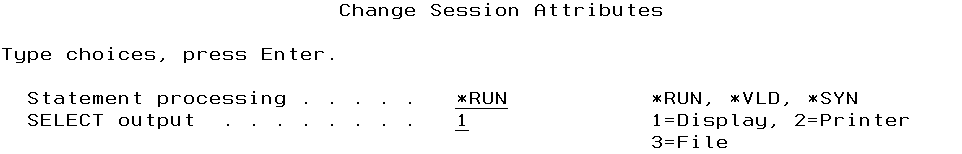 Change Session Attributes
Type choices, press Enter.
Statement processing . . . . . *RUN *RUN, *VLD, *SYN
SELECT output . . . . . . . . 1 1=Display, 2=Printer
3=File